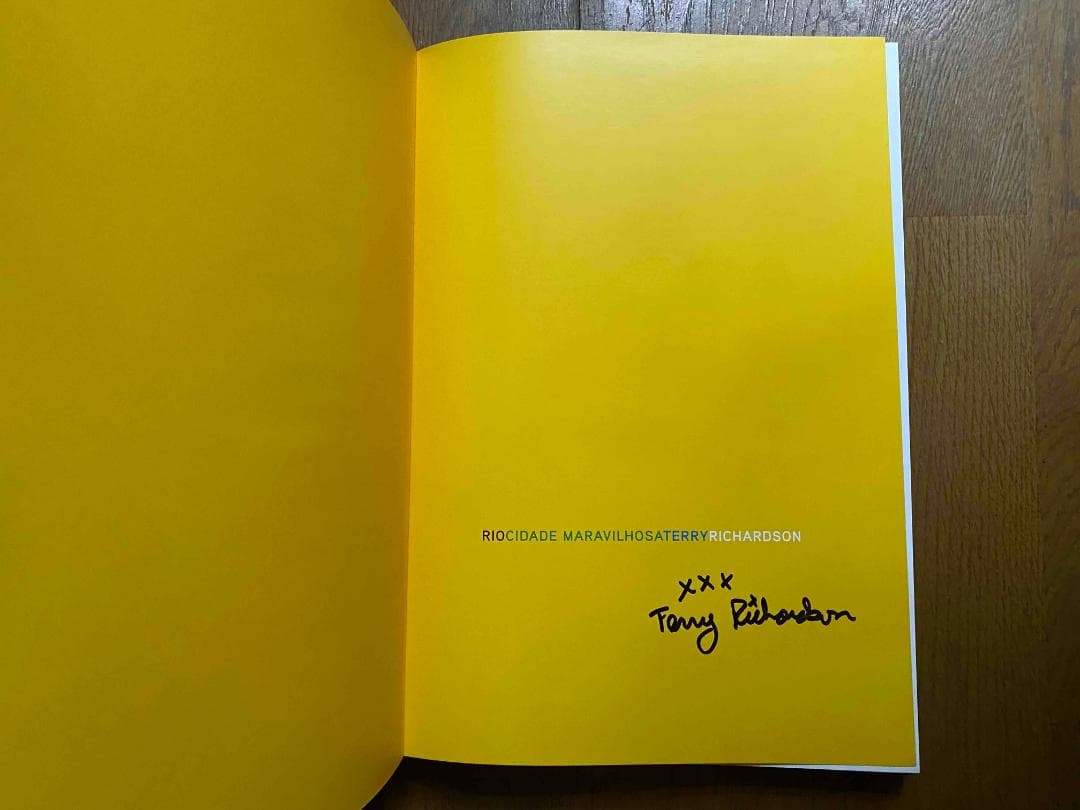 RIOCIDADE MARAVILHOSATERRYRICHARDSON
xxx
Terry Richardson